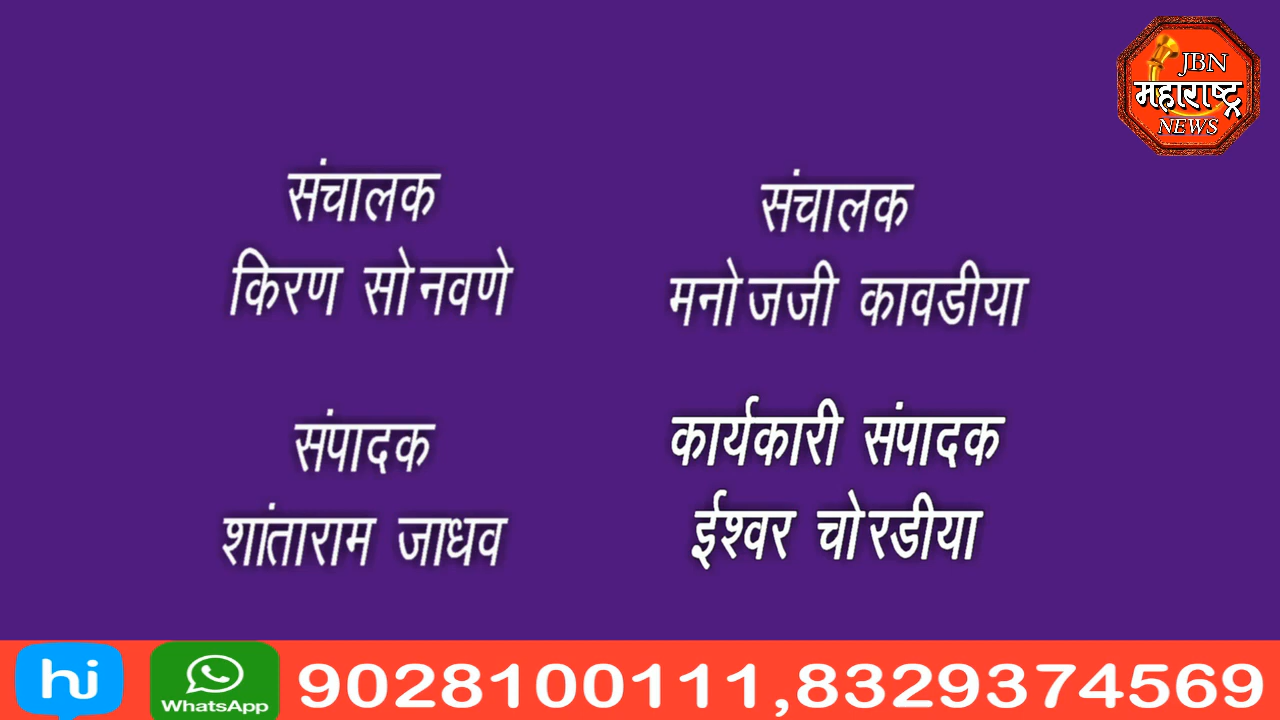 JBN
महाराष्ट्र
NEWS
संचालक
किरण सोनवणे
संचालक
मनोजजी कावडीया
संपादक
शांताराम जाधव
कार्यकारी संपादक
ईश्वर चोरडीया
hi
WhatsApp
9028100111,8329374569